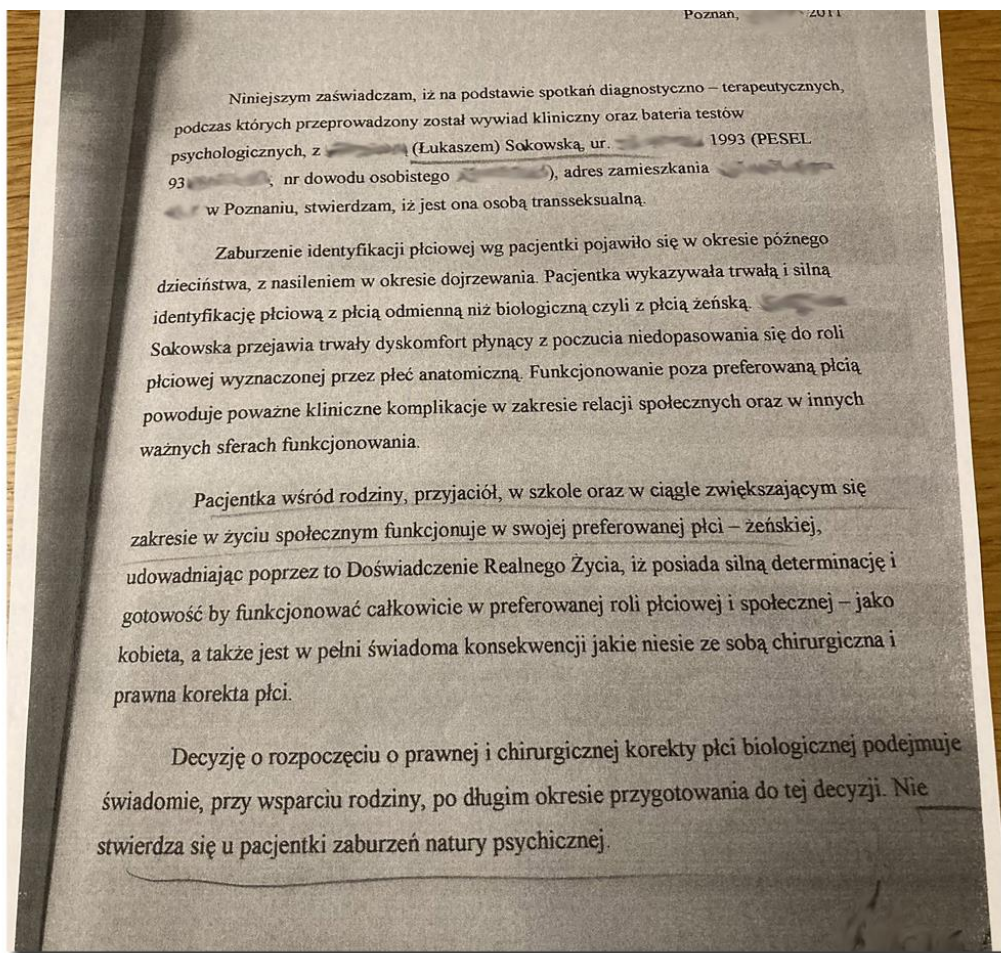 Poznań, 2011
Niniejszym zaświadczam, iż na podstawie spotkań diagnostyczno – terapeutycznych,
podczas których przeprowadzony został wywiad kliniczny oraz bateria testów
psychologicznych, z (Łukaszem) Sokowską, ur. 1993 (PESEL
93 , nr dowodu osobistego ), adres zamieszkania
w Poznaniu, stwierdzam, iż jest ona osobą transseksualną.
Zaburzenie identyfikacji płciowej wg pacjentki pojawiło się w okresie późnego
dzieciństwa, z nasileniem w okresie dojrzewania. Pacjentka wykazywała trwałą i silną
identyfikację płciową z płcią odmienną niż biologiczną czyli z płcią żeńską.
Sokowska przejawia trwały dyskomfort płynący z poczucia niedopasowania się do roli
płciowej wyznaczonej przez płeć anatomiczną. Funkcjonowanie poza preferowaną płcią
powoduje poważne kliniczne komplikacje w zakresie relacji społecznych oraz w innych
ważnych sferach funkcjonowania.
Pacjentka wśród rodziny, przyjaciół, w szkole oraz w ciągle zwiększającym się
zakresie w życiu społecznym funkcjonuje w swojej preferowanej płci – żeńskiej,
udowadniając poprzez to Doświadczenie Realnego Życia, iż posiada silną determinację i
gotowość by funkcjonować całkowicie w preferowanej roli płciowej i społecznej – jako
kobieta, a także jest w pełni świadoma konsekwencji jakie niesie ze sobą chirurgiczna i
prawna korekta płci.
Decyzję o rozpoczęciu o prawnej i chirurgicznej korekty płci biologicznej podejmuje
świadomie, przy wsparciu rodziny, po długim okresie przygotowania do tej decyzji. Nie
stwierdza się u pacjentki zaburzeń natury psychicznej.